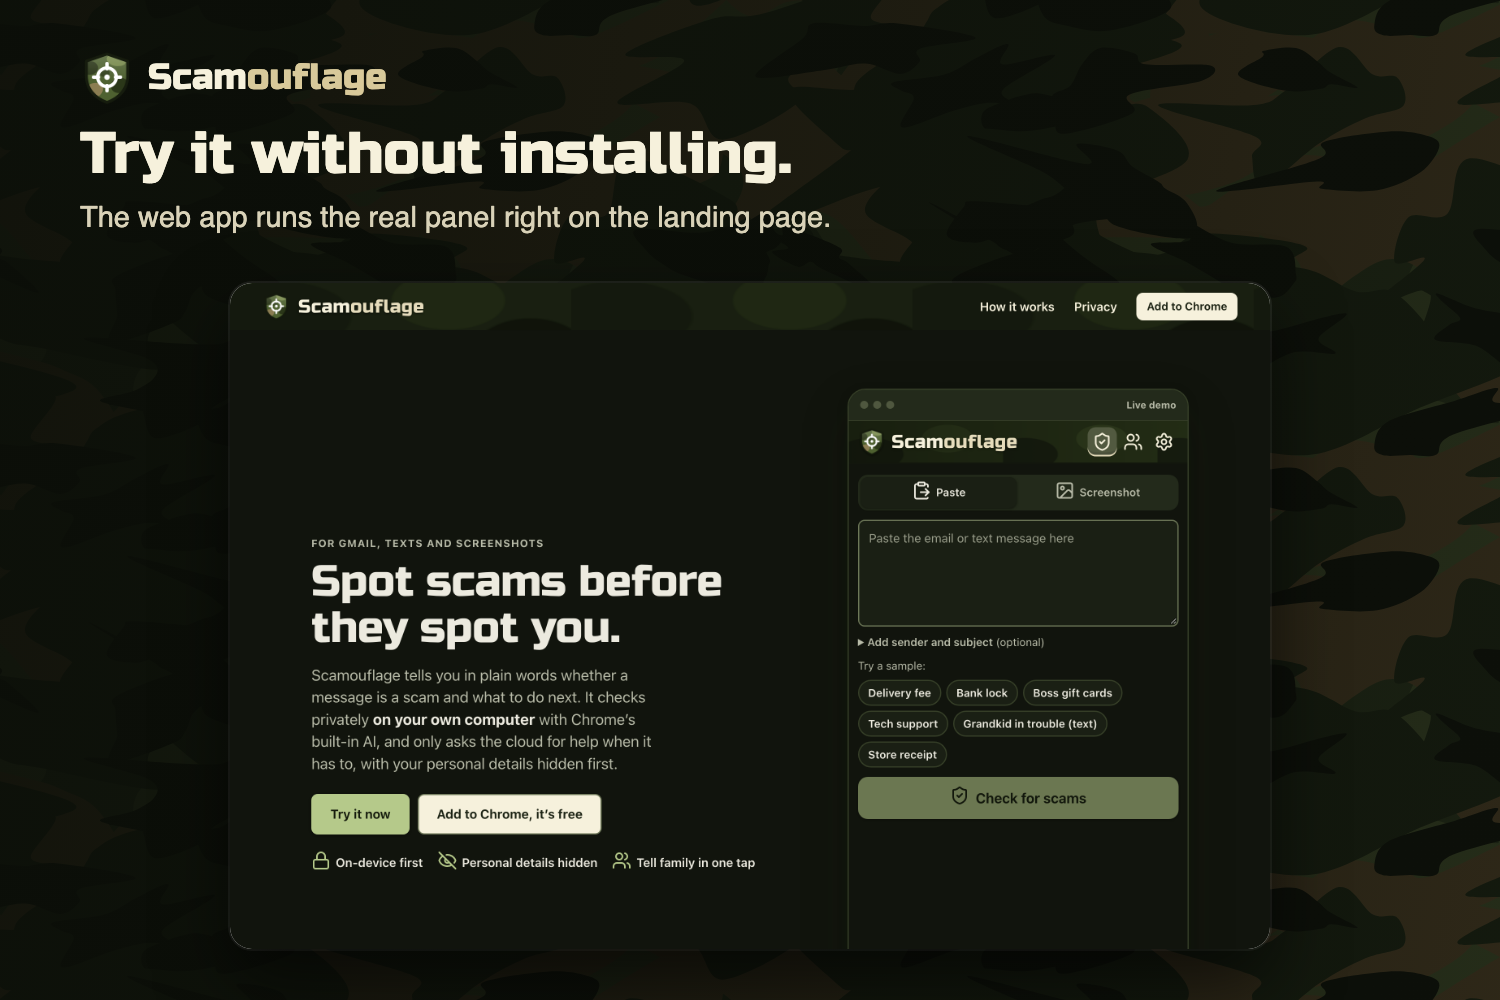 Scamouflage
Try it without installing.
The web app runs the real panel right on the landing page.
Scamouflage
How it works
Privacy
Add to Chrome
FOR GMAIL, TEXTS AND SCREENSHOTS
Spot scams before
they spot you.
Scamouflage tells you in plain words whether a
message is a scam and what to do next. It checks
privately on your own computer with Chrome’s
built-in AI, and only asks the cloud for help when it
has to, with your personal details hidden first.
Try it now
Add to Chrome, it’s free
On-device first
Personal details hidden
Tell family in one tap
Live demo
Scamouflage
Paste
Screenshot
Paste the email or text message here
Add sender and subject (optional)
Try a sample:
Delivery fee
Bank lock
Boss gift cards
Tech support
Grandkid in trouble (text)
Store receipt
Check for scams